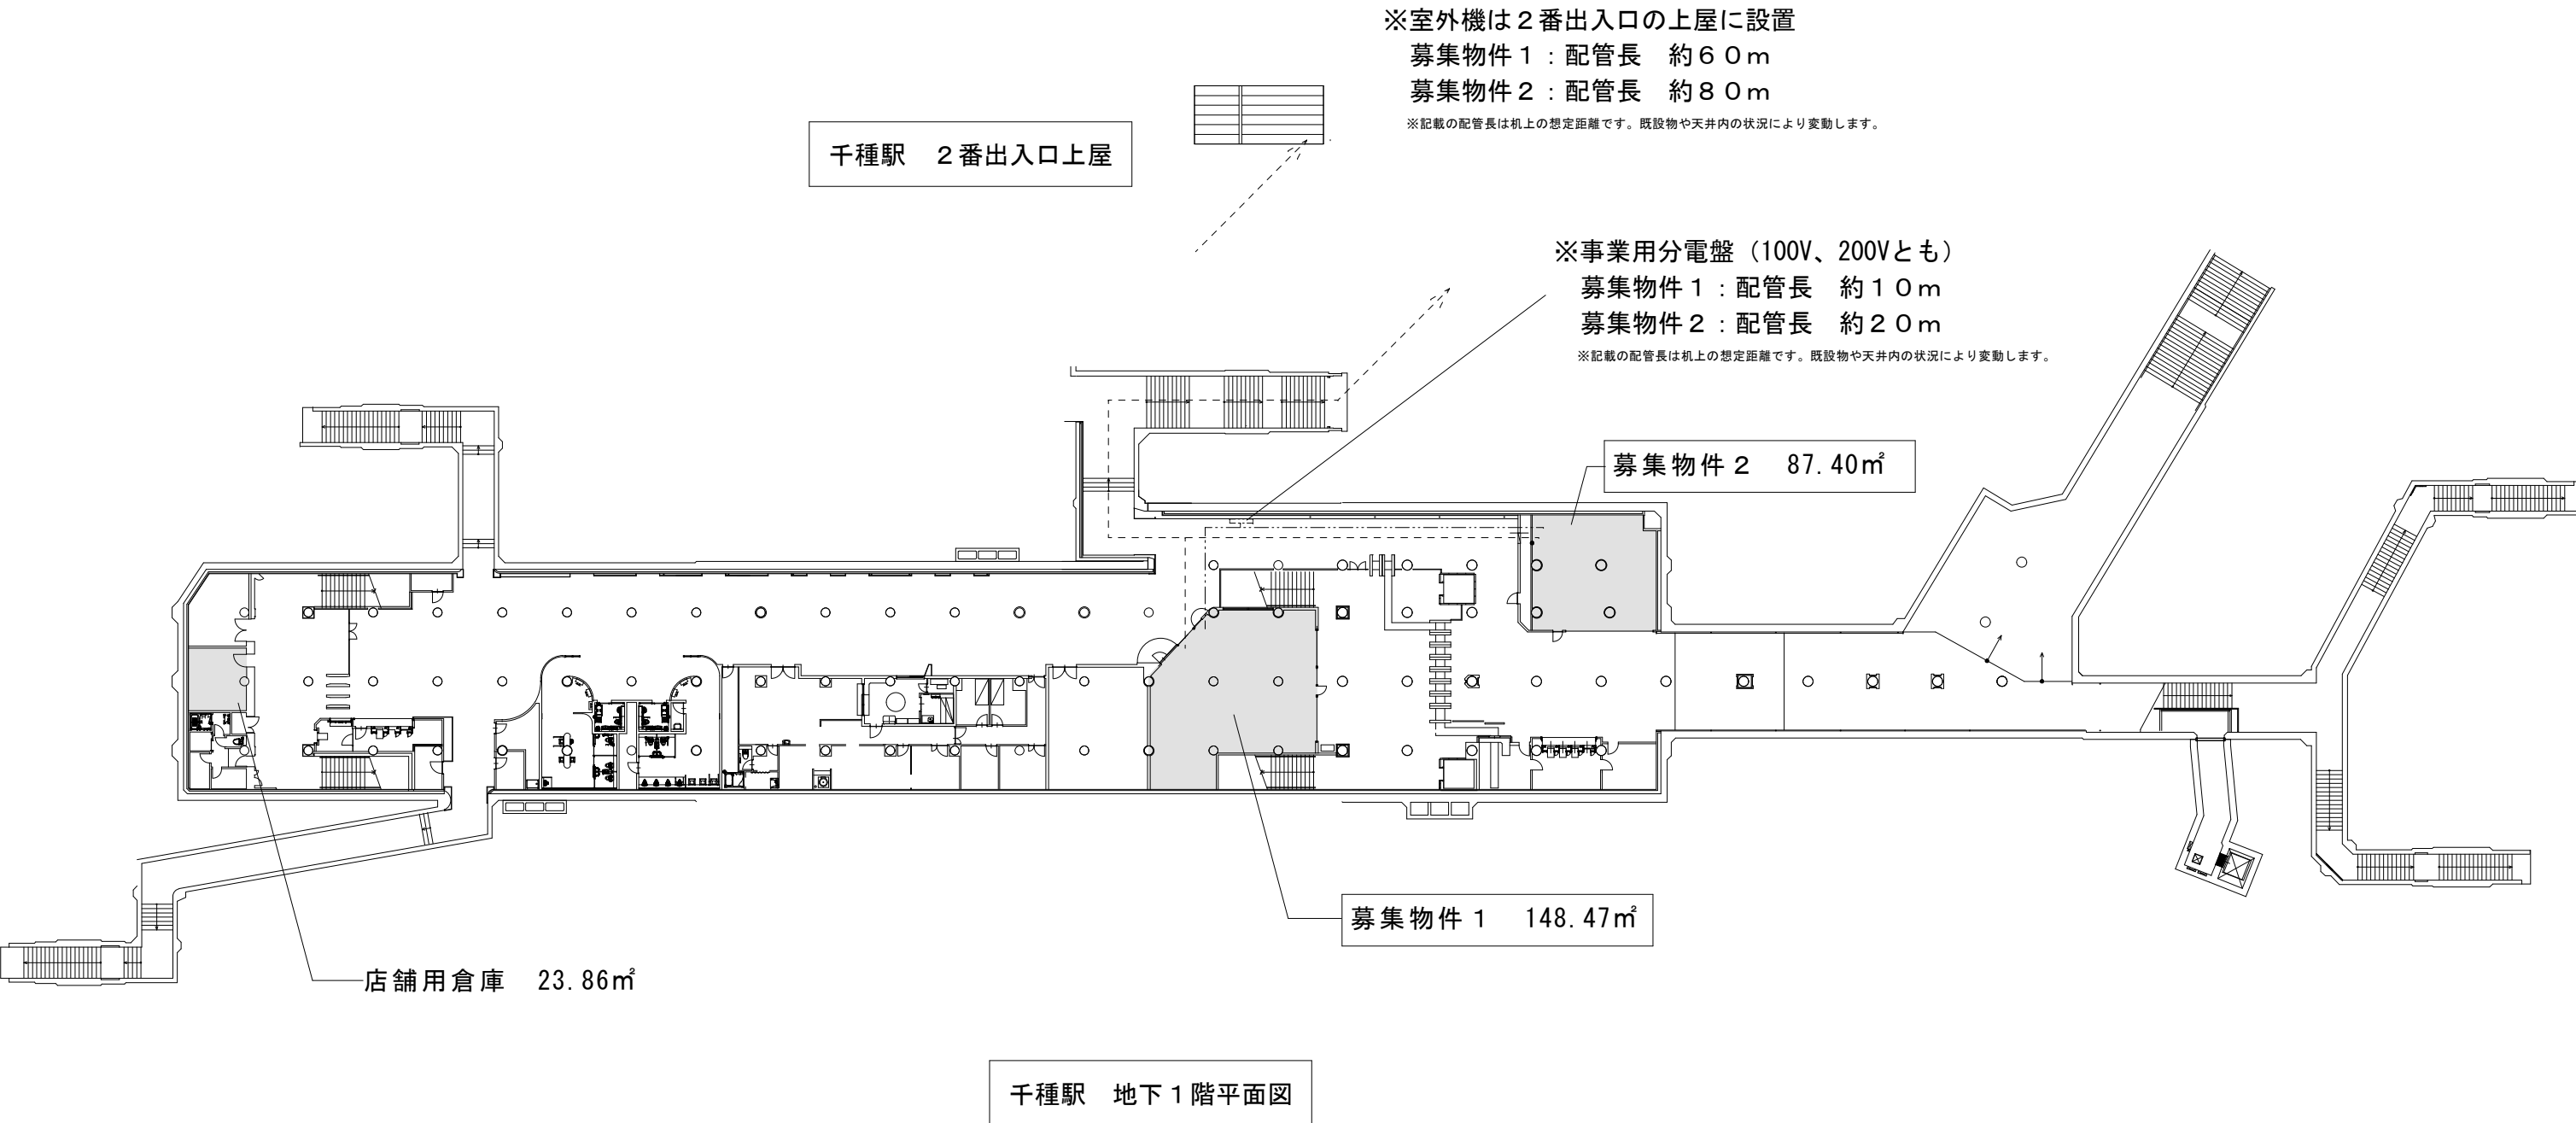 ※室外機は２番出入口の上屋に設置
募集物件１：配管長　約６０ｍ
募集物件２：配管長　約８０ｍ
※記載の配管長は机上の想定距離です。既設物や天井内の状況により変動します。
千種駅　２番出入口上屋
※事業用分電盤（100V、200Vとも）
募集物件１：配管長　約１０ｍ
募集物件２：配管長　約２０ｍ
※記載の配管長は机上の想定距離です。既設物や天井内の状況により変動します。
募集物件２　87.40㎡
募集物件１　148.47㎡
店舗用倉庫　23.86㎡
千種駅　地下１階平面図